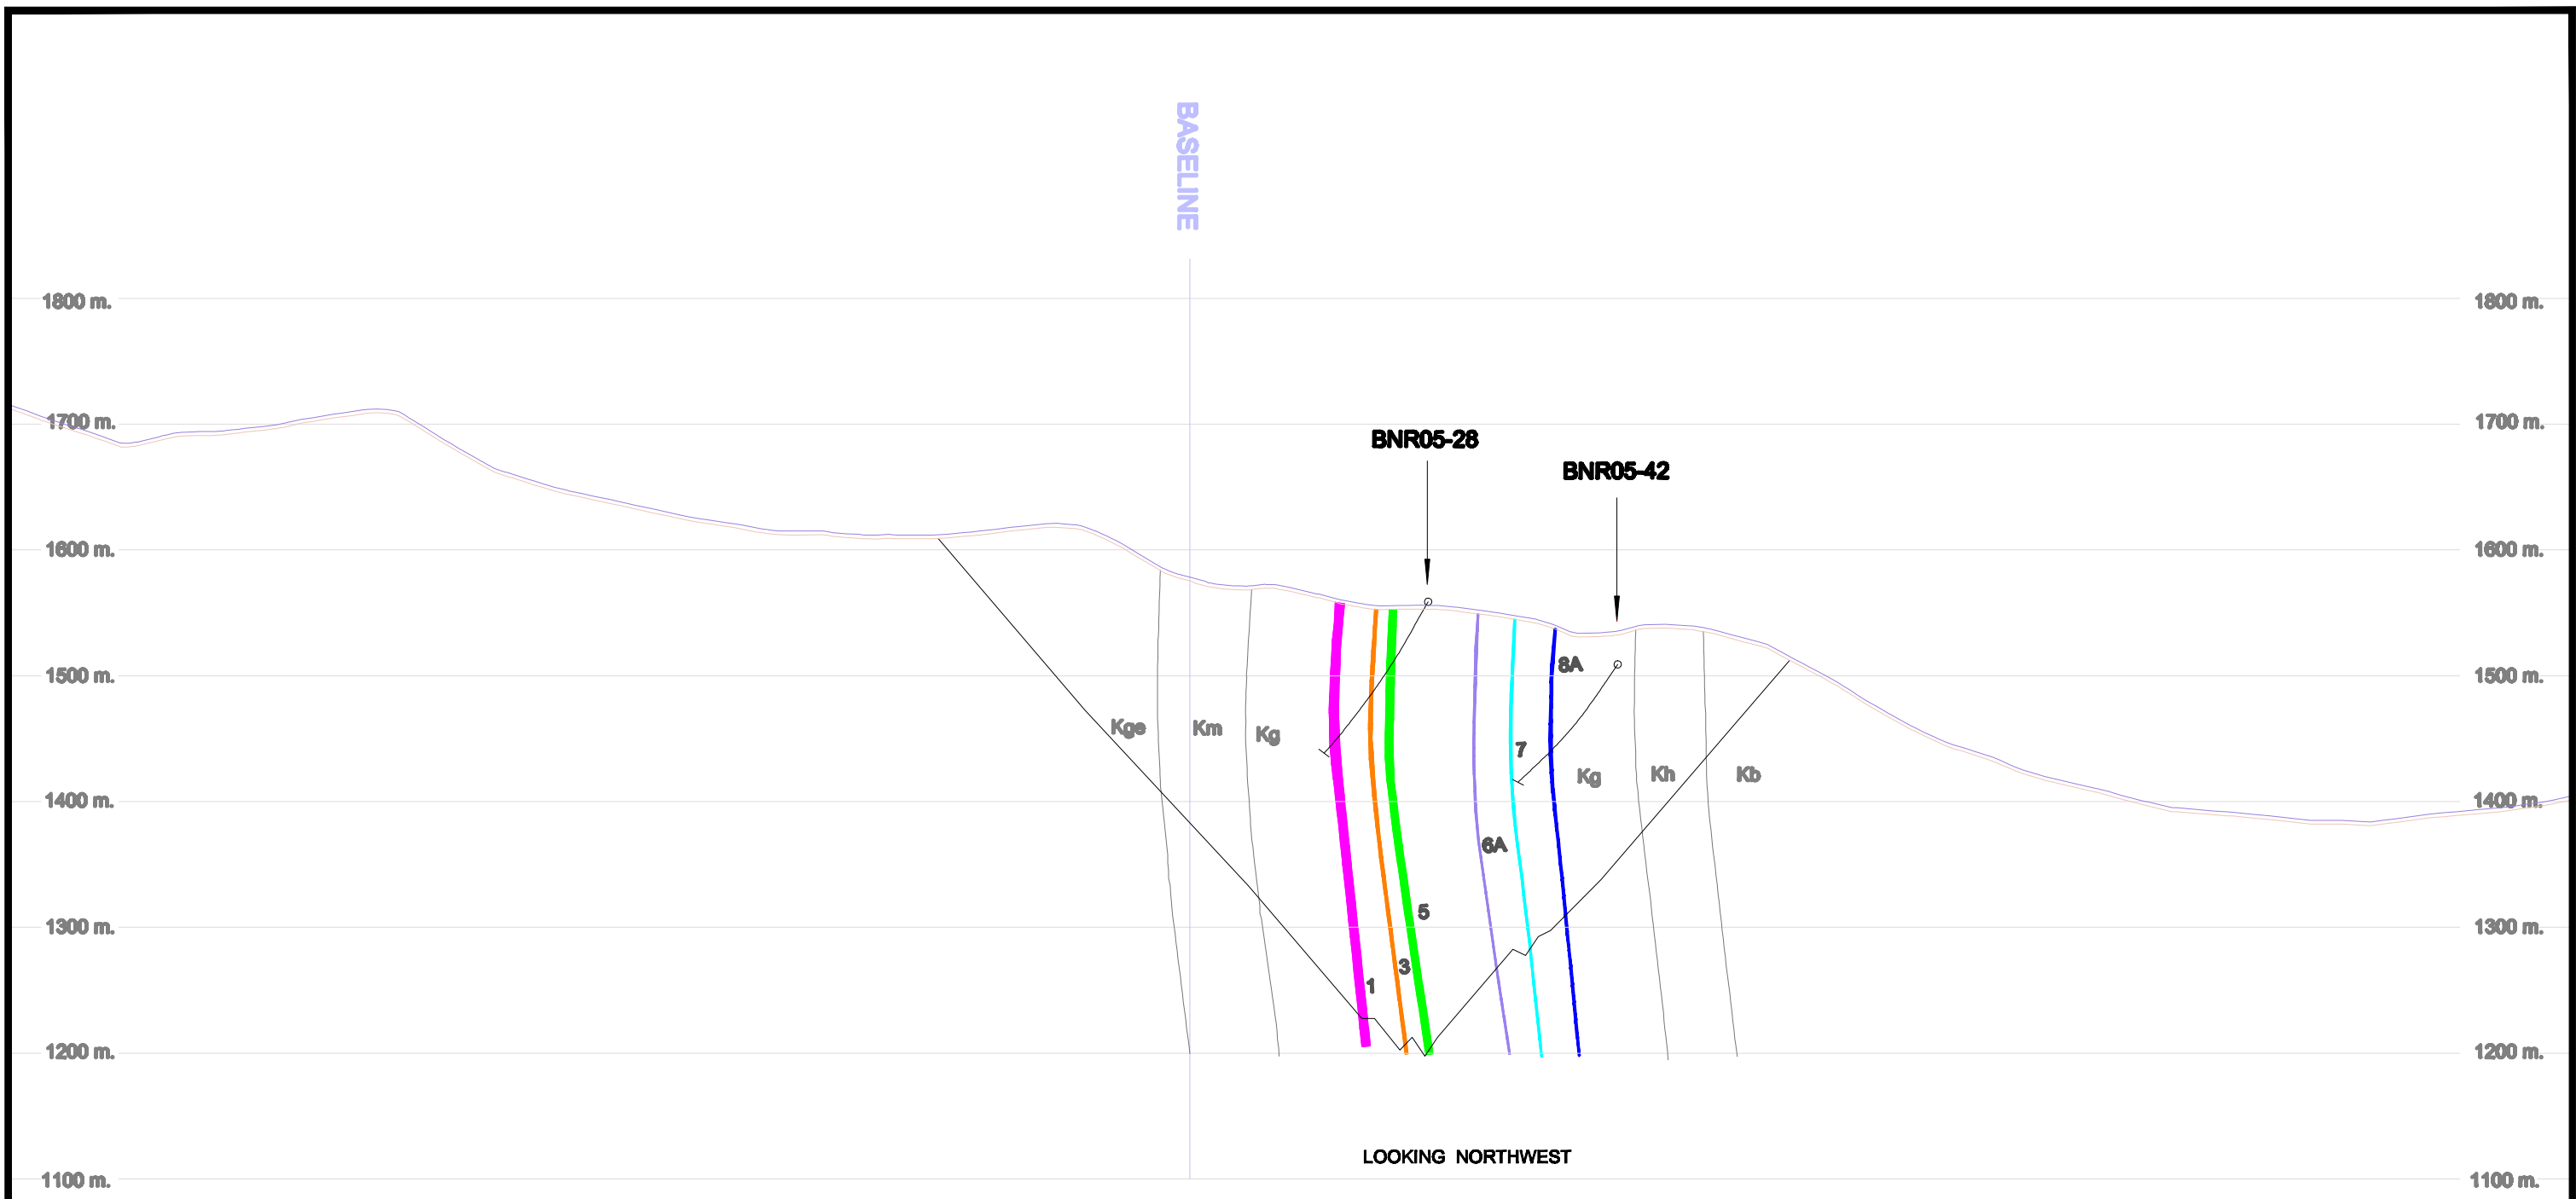 BASELINE
1800 m. 1800 m.
1700 m. 1700 m.
BNR05-28
BNR05-42
1600 m. 1600 m.
8A
1500 m. 1500 m.
Kge Km Kg 7
Kg Kh Kb
1400 m. 1400 m.
6A
5
1300 m. 1300 m.
3
1
1200 m. 1200 m.
LOOKING NORTHWEST
1100 m. 1100 m.